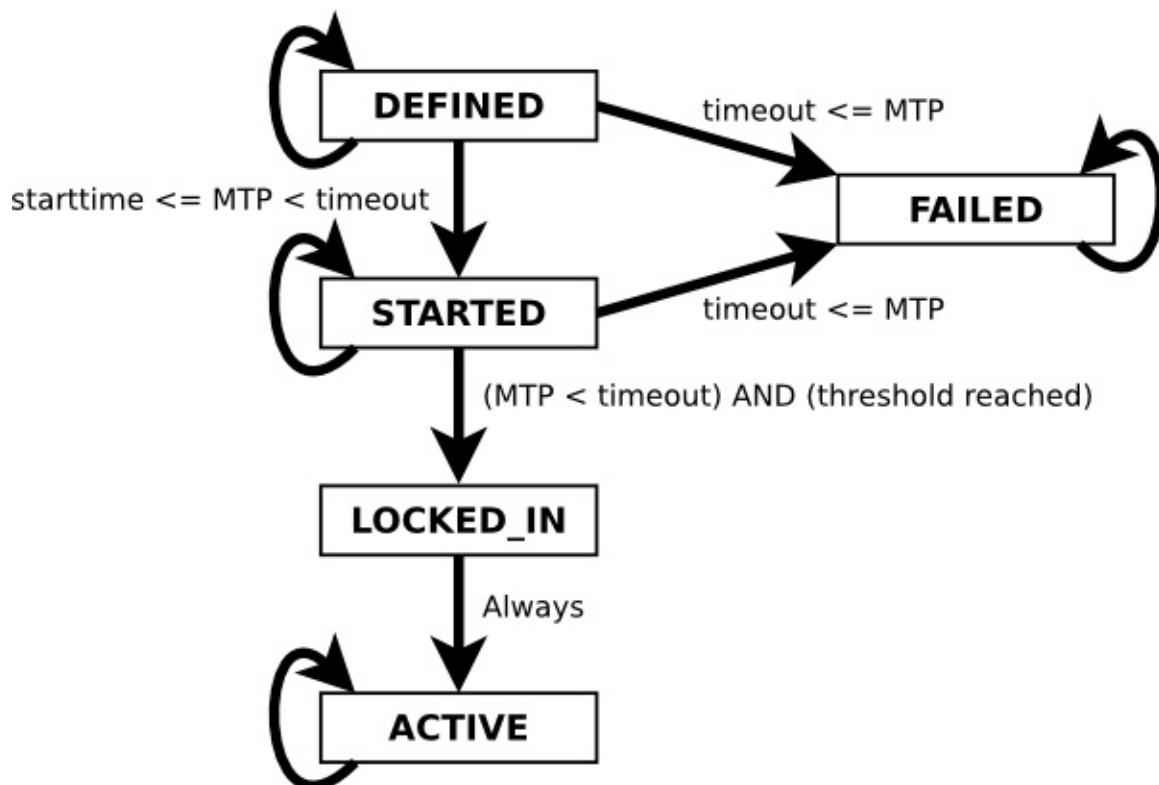 DEFINED
timeout <= MTP
starttime <= MTP < timeout
FAILED
STARTED
timeout <= MTP
(MTP < timeout) AND (threshold reached)
LOCKED_IN
Always
ACTIVE